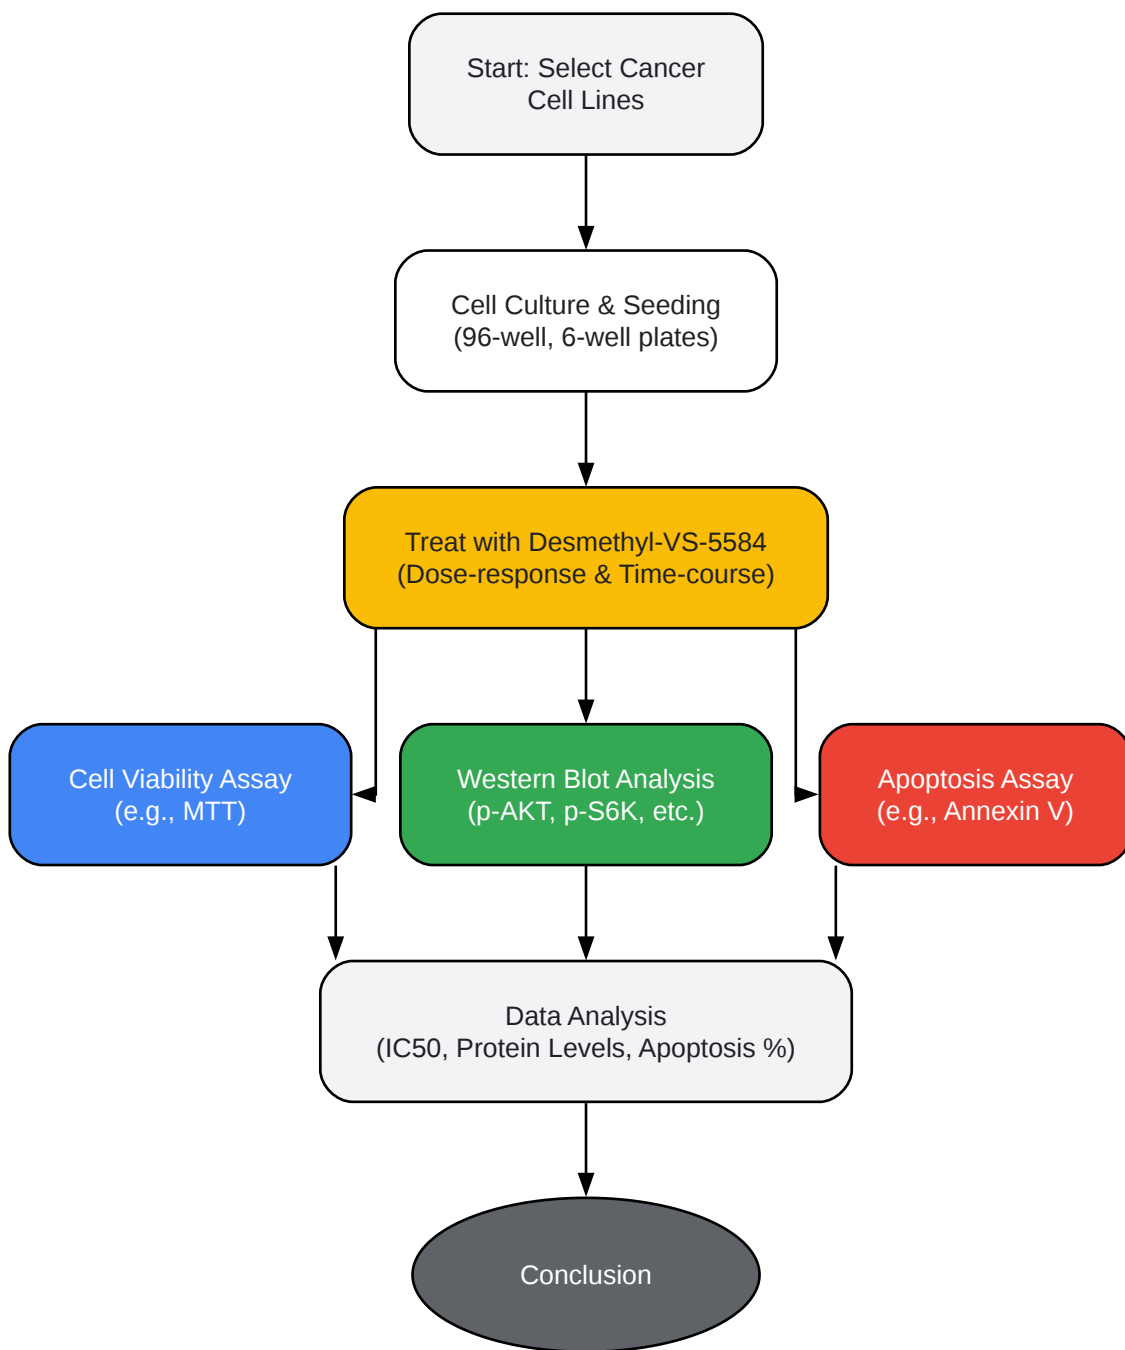 Start: Select Cancer
Cell Lines
Cell Culture & Seeding
(96-well, 6-well plates)
Treat with Desmethyl-VS-5584
(Dose-response & Time-course)
Cell Viability Assay
(e.g., MTT)
Western Blot Analysis
(p-AKT, p-S6K, etc.)
Apoptosis Assay
(e.g., Annexin V)
Data Analysis
(IC50, Protein Levels, Apoptosis %)
Conclusion